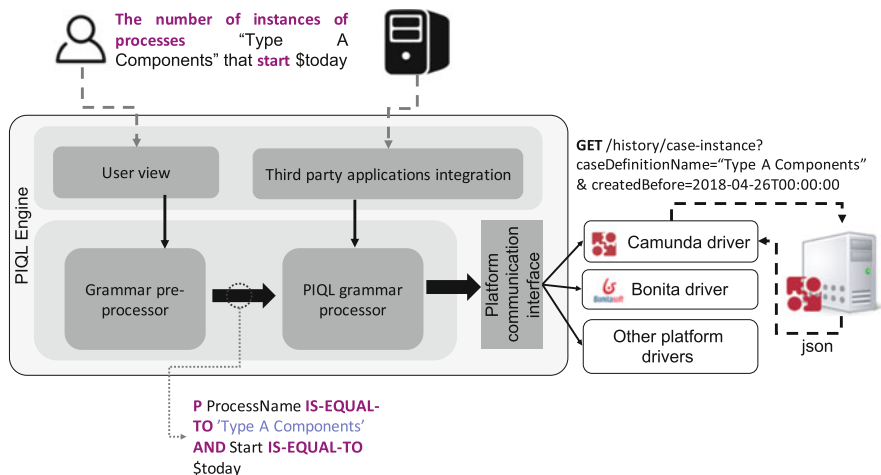 The number of instances of
processes “Type A
Components” that start $today
PIQL Engine
User view
Third party applications integration
Grammar pre-
processor
PIQL grammar
processor
Platform
communication
interface
GET /history/case-instance?
caseDefinitionName=“Type A Components”
& createdBefore=2018-04-26T00:00:00
Camunda driver
Bonitasoft
Bonita driver
Other platform
drivers
json
P ProcessName IS-EQUAL-
TO ’Type A Components’
AND Start IS-EQUAL-TO
$today